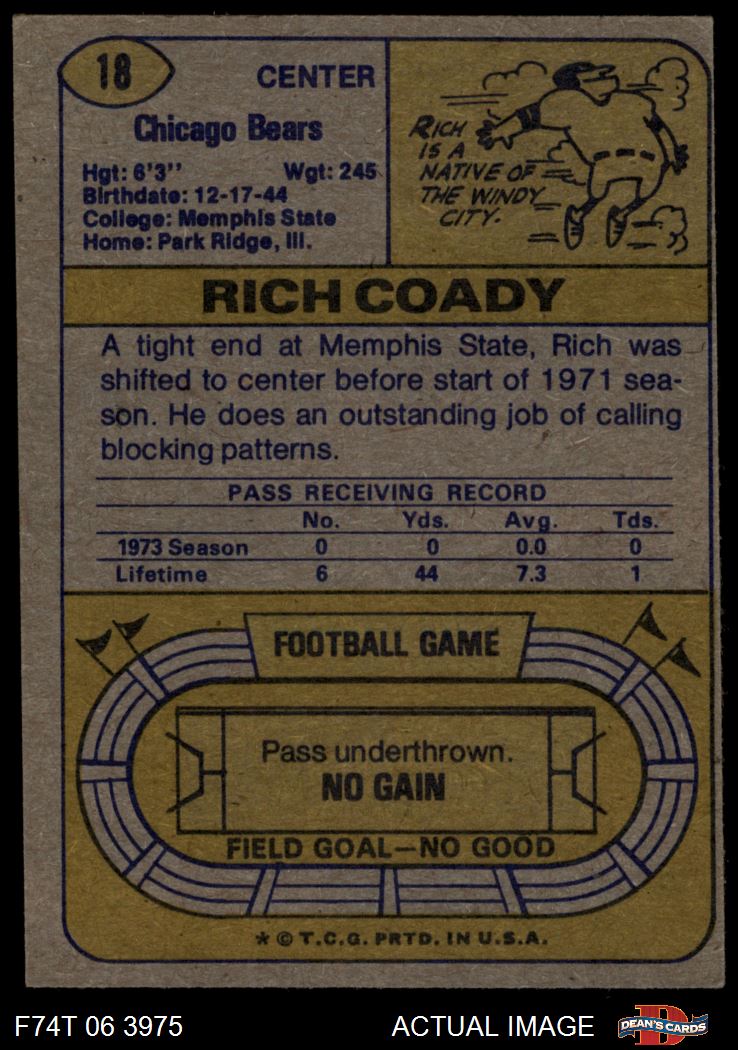 18
CENTER
Chicago Bears
Hgt: 6'3'' Wgt: 245
Birthdate: 12-17-44
College: Memphis State
Home: Park Ridge, Ill.
RICH
IS A
NATIVE OF
THE WINDY
CITY.
RICH COADY
A tight end at Memphis State, Rich was
shifted to center before start of 1971 sea-
son. He does an outstanding job of calling
blocking patterns.
PASS RECEIVING RECORD
No. Yds. Avg. Tds.
1973 Season 0 0 0.0 0
Lifetime 6 44 7.3 1
FOOTBALL GAME
Pass underthrown.
NO GAIN
FIELD GOAL—NO GOOD
* © T.C.G. PRTD. IN U.S.A.
F74T 06 3975 ACTUAL IMAGE
D
DEAN'S CARDS